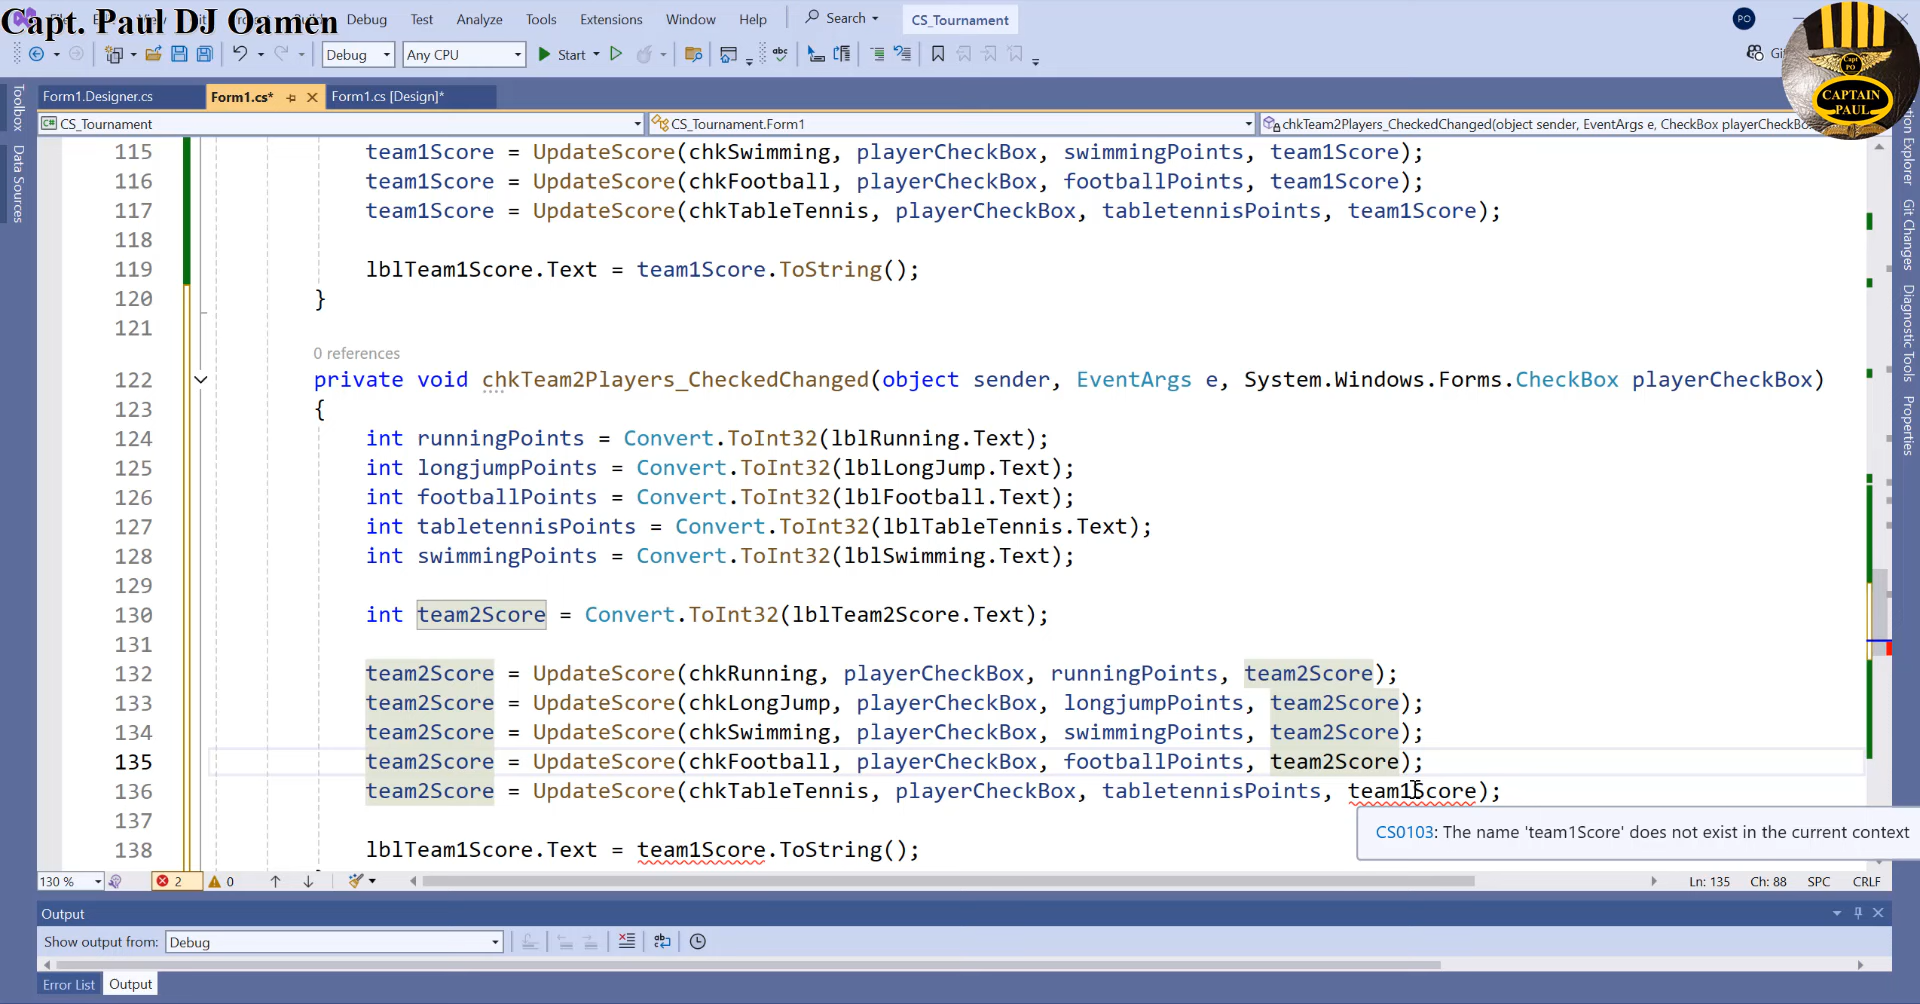 Capt. Paul DJ Oamen
Debug Test Analyze Tools Extensions Window Help Search CS_Tournament PO
Debug Any CPU Start
CAPTAIN PAUL
Toolbox
Data Sources
Form1.Designer.cs Form1.cs* Form1.cs [Design]*
CS_Tournament CS_Tournament.Form1 chkTeam2Players_CheckedChanged(object sender, EventArgs e, CheckBox playerCheckBo
115 team1Score = UpdateScore(chkSwimming, playerCheckBox, swimmingPoints, team1Score);
116 team1Score = UpdateScore(chkFootball, playerCheckBox, footballPoints, team1Score);
117 team1Score = UpdateScore(chkTableTennis, playerCheckBox, tabletennisPoints, team1Score);
118
119 lblTeam1Score.Text = team1Score.ToString();
120 }
121
0 references
122 private void chkTeam2Players_CheckedChanged(object sender, EventArgs e, System.Windows.Forms.CheckBox playerCheckBox)
123 {
124 int runningPoints = Convert.ToInt32(lblRunning.Text);
125 int longjumpPoints = Convert.ToInt32(lblLongJump.Text);
126 int footballPoints = Convert.ToInt32(lblFootball.Text);
127 int tabletennisPoints = Convert.ToInt32(lblTableTennis.Text);
128 int swimmingPoints = Convert.ToInt32(lblSwimming.Text);
129
130 int team2Score = Convert.ToInt32(lblTeam2Score.Text);
131
132 team2Score = UpdateScore(chkRunning, playerCheckBox, runningPoints, team2Score);
133 team2Score = UpdateScore(chkLongJump, playerCheckBox, longjumpPoints, team2Score);
134 team2Score = UpdateScore(chkSwimming, playerCheckBox, swimmingPoints, team2Score);
135 team2Score = UpdateScore(chkFootball, playerCheckBox, footballPoints, team2Score);
136 team2Score = UpdateScore(chkTableTennis, playerCheckBox, tabletennisPoints, team1Score);
137
CS0103: The name 'team1Score' does not exist in the current context
138 lblTeam1Score.Text = team1Score.ToString();
Git Changes
Diagnostic Tools
Properties
130 % 2 0 Ln: 135 Ch: 88 SPC CRLF
Output
Show output from: Debug
Error List Output